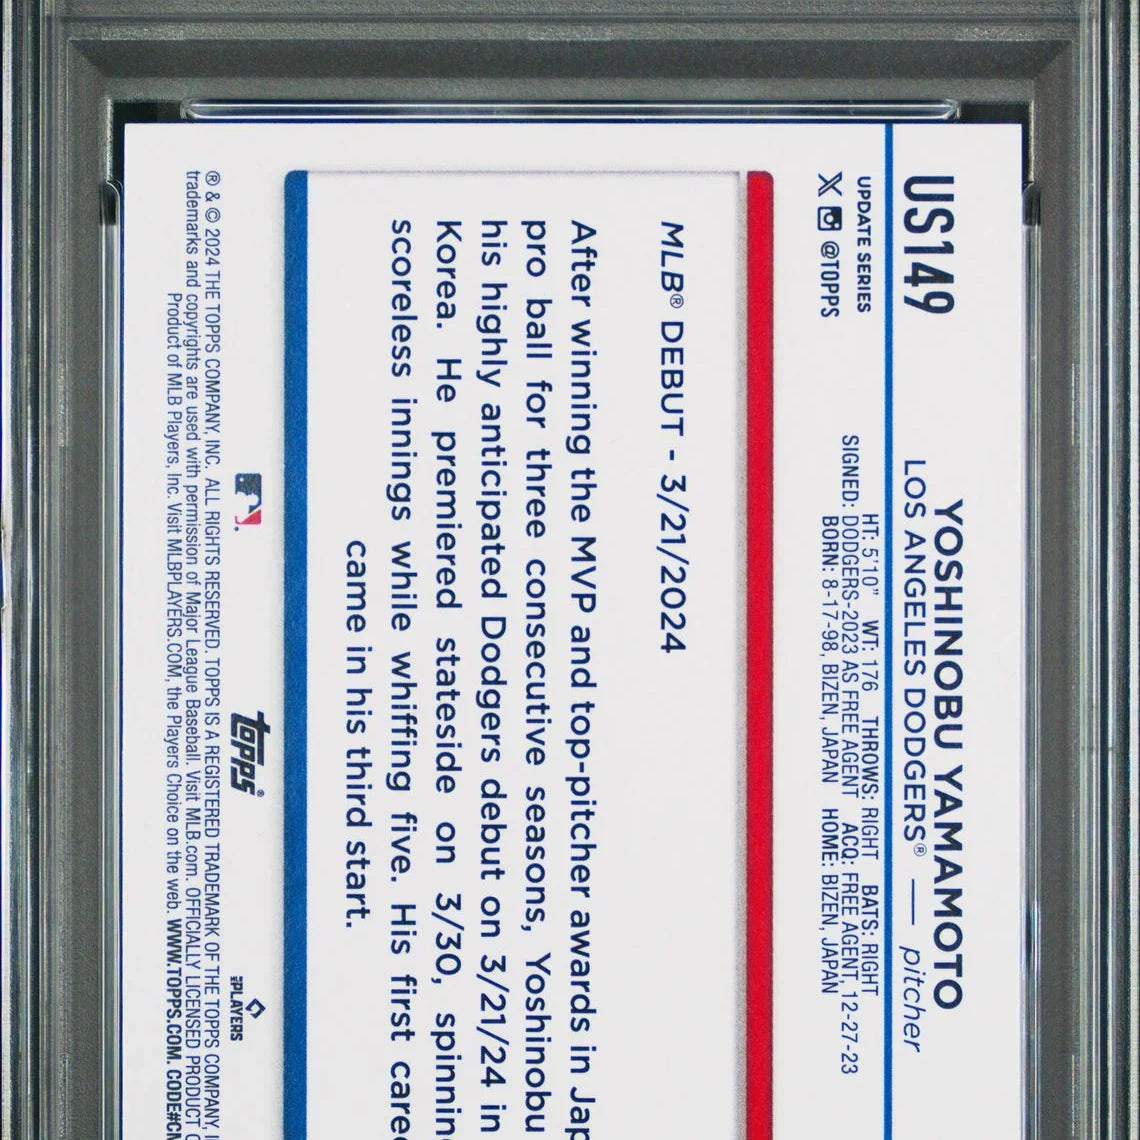 US149
YOSHINOBU YAMAMOTO
LOS ANGELES DODGERS® — pitcher
UPDATE SERIES
@TOPPS
HT: 5'10" WT: 176 THROWS: RIGHT BATS: RIGHT
SIGNED: DODGERS-2023 AS FREE AGENT ACQ: FREE AGENT, 12-27-23
BORN: 8-17-98, BIZEN, JAPAN HOME: BIZEN, JAPAN
MLB® DEBUT - 3/21/2024
After winning the MVP and top-pitcher awards in Jap
pro ball for three consecutive seasons, Yoshinobu
his highly anticipated Dodgers debut on 3/21/24 in
Korea. He premiered stateside on 3/30, spinnin
scoreless innings while whiffing five. His first caree
came in his third start.
topps®
PLAYERS
® & © 2024 THE TOPPS COMPANY, INC. ALL RIGHTS RESERVED. TOPPS IS A REGISTERED TRADEMARK OF THE TOPPS COMPANY, I
trademarks and copyrights are used with permission of Major League Baseball. Visit MLB.com. OFFICIALLY LICENSED PRODUCT O
Product of MLB Players, Inc. Visit MLBPLAYERS.COM, the Players Choice on the web. WWW.TOPPS.COM. CODE#CM